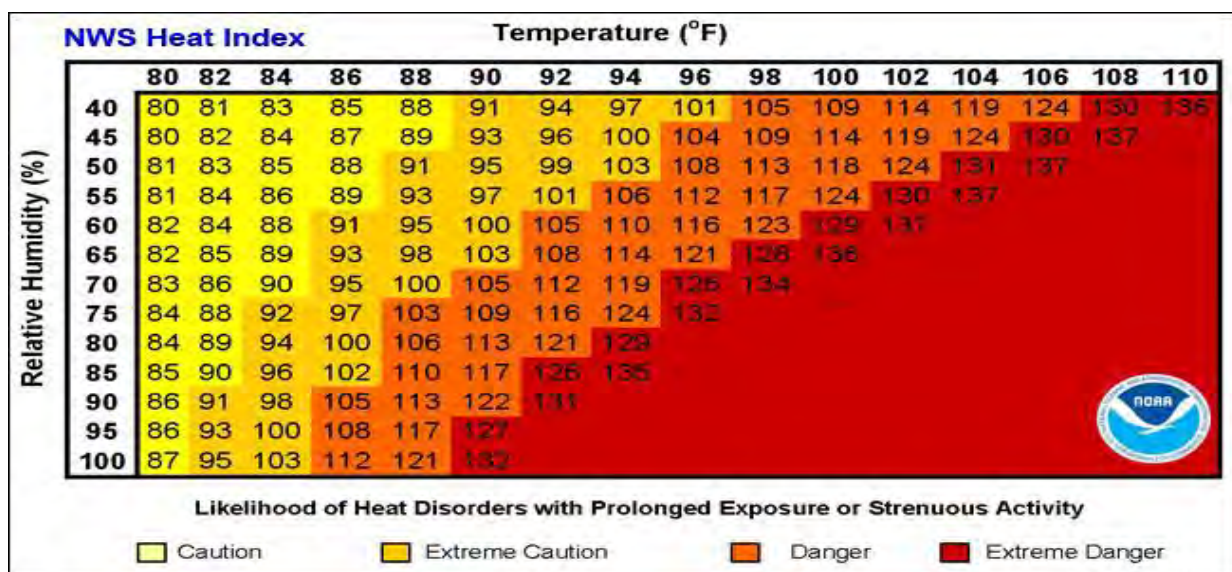 NWS Heat Index Temperature (°F)
80 82 84 86 88 90 92 94 96 98 100 102 104 106 108 110
Relative Humidity (%)
40 80 81 83 85 88 91 94 97 101 105 109 114 119 124 130 136
45 80 82 84 87 89 93 96 100 104 109 114 119 124 130 137
50 81 83 85 88 91 95 99 103 108 113 118 124 131 137
55 81 84 86 89 93 97 101 106 112 117 124 130 137
60 82 84 88 91 95 100 105 110 116 123 129 137
65 82 85 89 93 98 103 108 114 121 128 136
70 83 86 90 95 100 105 112 119 126 134
75 84 88 92 97 103 109 116 124 132
80 84 89 94 100 106 113 121 129
85 85 90 96 102 110 117 126 135
90 86 91 98 105 113 122 131
95 86 93 100 108 117 127
100 87 95 103 112 121 132
NOAA
Likelihood of Heat Disorders with Prolonged Exposure or Strenuous Activity
Caution Extreme Caution Danger Extreme Danger